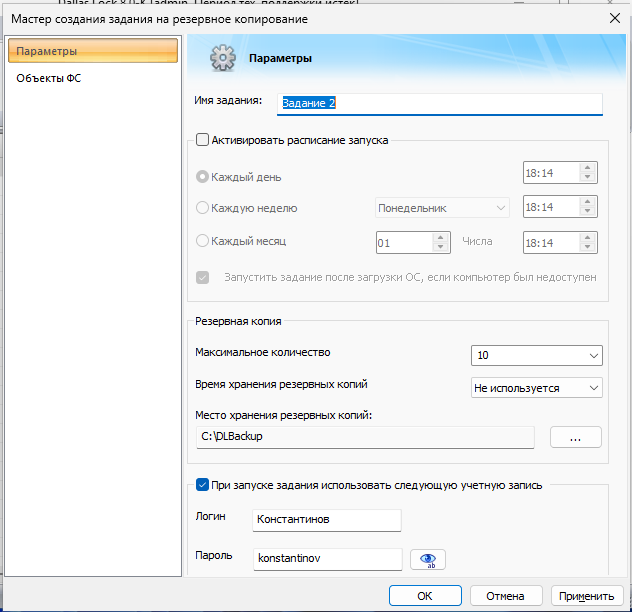 Мастер создания задания на резервное копирование
Параметры
Объекты ФС
Параметры
Имя задания: Задание 2
Активировать расписание запуска
Каждый день 18:14
Каждую неделю Понедельник 18:14
Каждый месяц 01 Числа 18:14
Запустить задание после загрузки ОС, если компьютер был недоступен
Резервная копия
Максимальное количество 10
Время хранения резервных копий Не используется
Место хранения резервных копий:
C:\DLBackup ...
При запуске задания использовать следующую учетную запись
Логин Константинов
Пароль konstantinov ab
ОК Отмена Применить